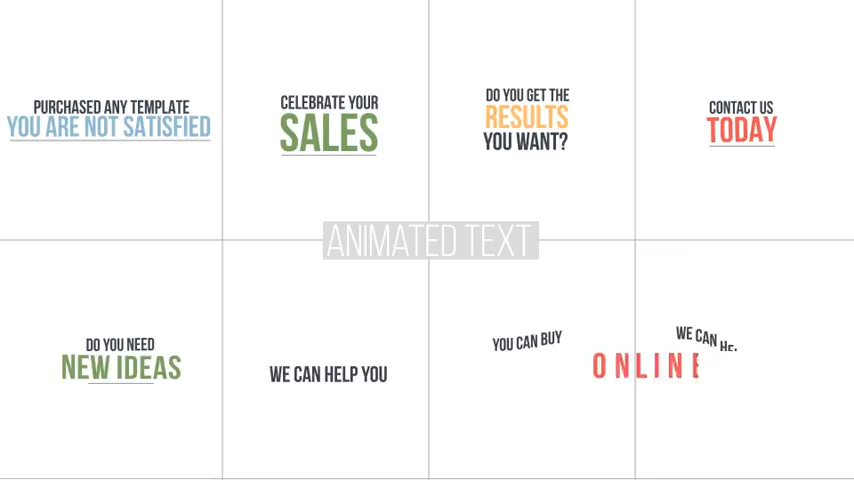 PURCHASED ANY TEMPLATE
YOU ARE NOT SATISFIED
CELEBRATE YOUR
SALES
DO YOU GET THE
RESULTS
YOU WANT?
CONTACT US
TODAY
ANIMATED TEXT
DO YOU NEED
NEW IDEAS
WE CAN HELP YOU
YOU CAN BUY
ONLINE
WE CAN